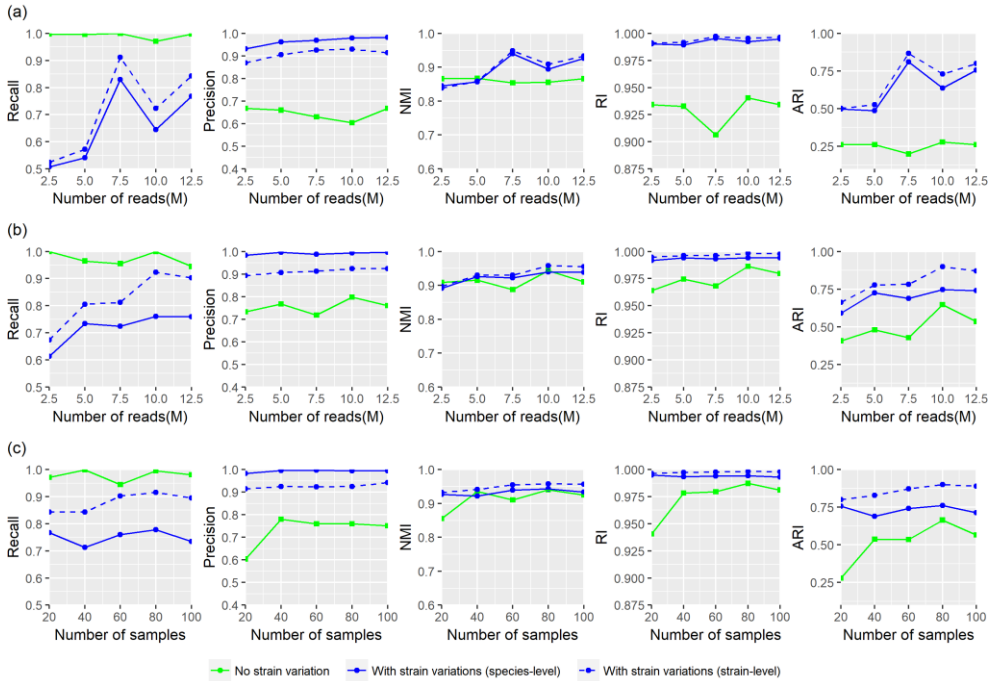 (a)
1.0
0.9
0.8
0.7
0.6
0.5
Recall
2.5 5.0 7.5 10.0 12.5
Number of reads(M)
1.0
0.9
0.8
0.7
0.6
0.5
0.4
Precision
2.5 5.0 7.5 10.0 12.5
Number of reads(M)
1.0
0.9
0.8
0.7
0.6
NMI
2.5 5.0 7.5 10.0 12.5
Number of reads(M)
1.000
0.975
0.950
0.925
0.900
0.875
RI
2.5 5.0 7.5 10.0 12.5
Number of reads(M)
1.00
0.75
0.50
0.25
ARI
2.5 5.0 7.5 10.0 12.5
Number of reads(M)
(b)
1.0
0.9
0.8
0.7
0.6
0.5
Recall
2.5 5.0 7.5 10.0 12.5
Number of reads(M)
1.0
0.9
0.8
0.7
0.6
0.5
0.4
Precision
2.5 5.0 7.5 10.0 12.5
Number of reads(M)
1.0
0.9
0.8
0.7
0.6
NMI
2.5 5.0 7.5 10.0 12.5
Number of reads(M)
1.000
0.975
0.950
0.925
0.900
0.875
RI
2.5 5.0 7.5 10.0 12.5
Number of reads(M)
1.00
0.75
0.50
0.25
ARI
2.5 5.0 7.5 10.0 12.5
Number of reads(M)
(c)
1.0
0.9
0.8
0.7
0.6
0.5
Recall
20 40 60 80 100
Number of samples
1.0
0.9
0.8
0.7
0.6
0.5
0.4
Precision
20 40 60 80 100
Number of samples
1.0
0.9
0.8
0.7
0.6
NMI
20 40 60 80 100
Number of samples
1.000
0.975
0.950
0.925
0.900
0.875
RI
20 40 60 80 100
Number of samples
1.00
0.75
0.50
0.25
ARI
20 40 60 80 100
Number of samples
No strain variation With strain variations (species-level) With strain variations (strain-level)